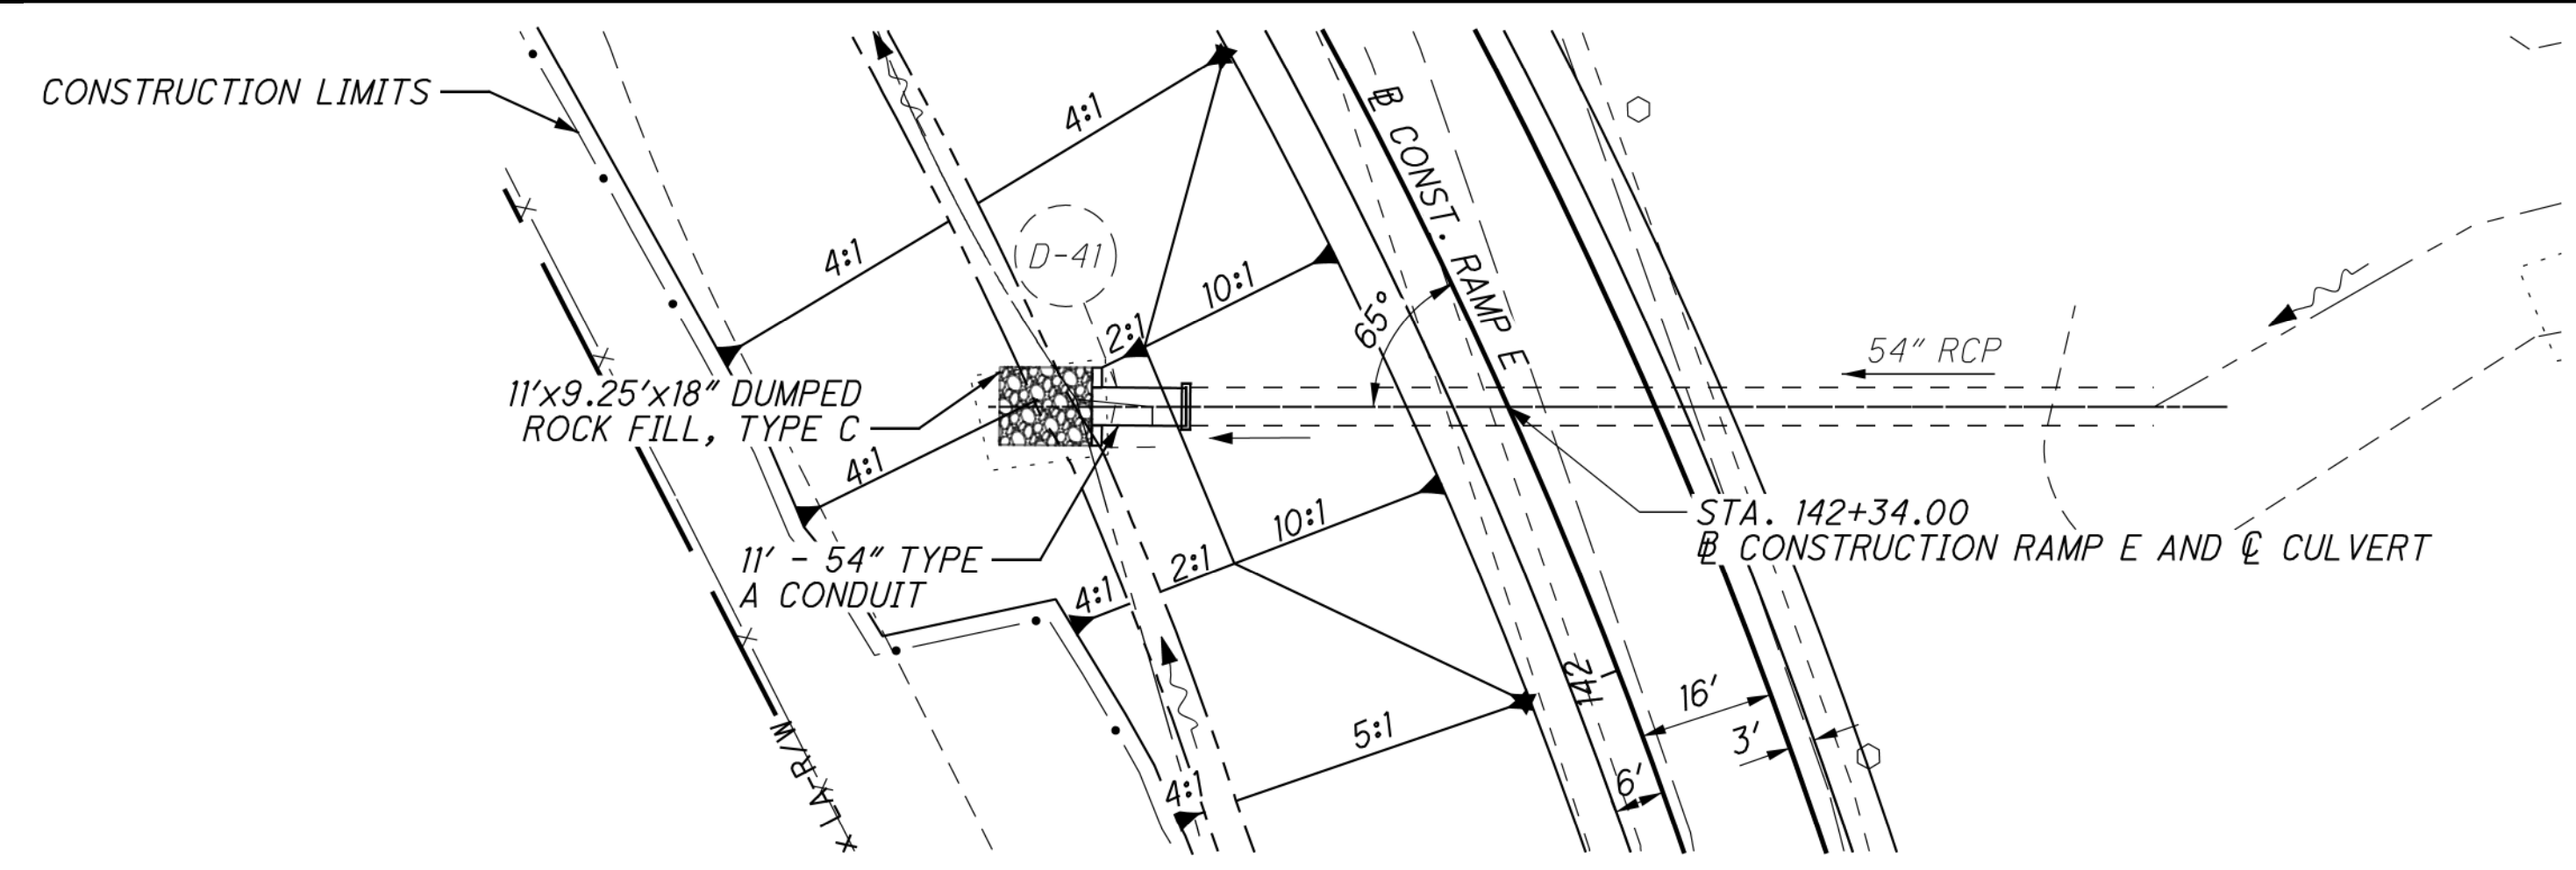 CONSTRUCTION LIMITS
4:1
4:1
D-41
10:1
2:1
65°
℄ CONST. RAMP E
54" RCP
11'x9.25'x18" DUMPED
ROCK FILL, TYPE C
4:1
11' - 54" TYPE
A CONDUIT
10:1
2:1
4:1
STA. 142+34.00
CONSTRUCTION RAMP E AND ℄ CULVERT
142
16'
3'
6'
5:1
4:1
LA-R/W